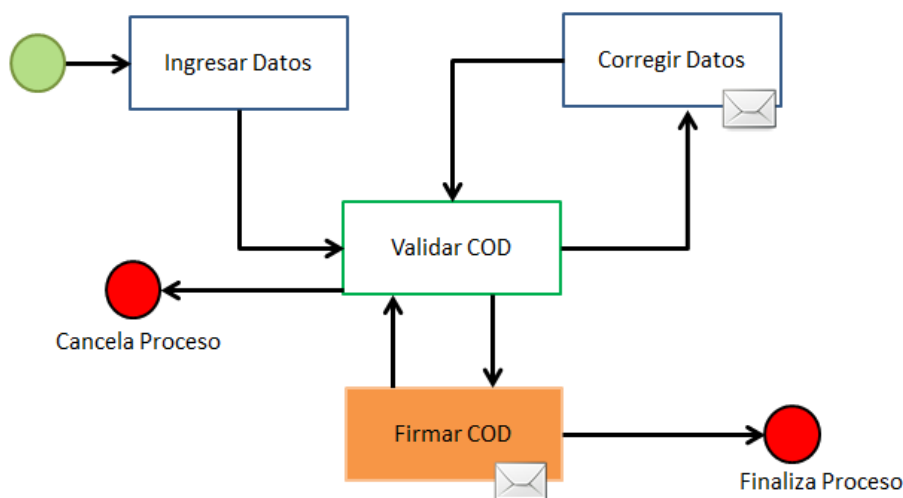 Ingresar Datos
Corregir Datos
Validar COD
Cancela Proceso
Firmar COD
Finaliza Proceso